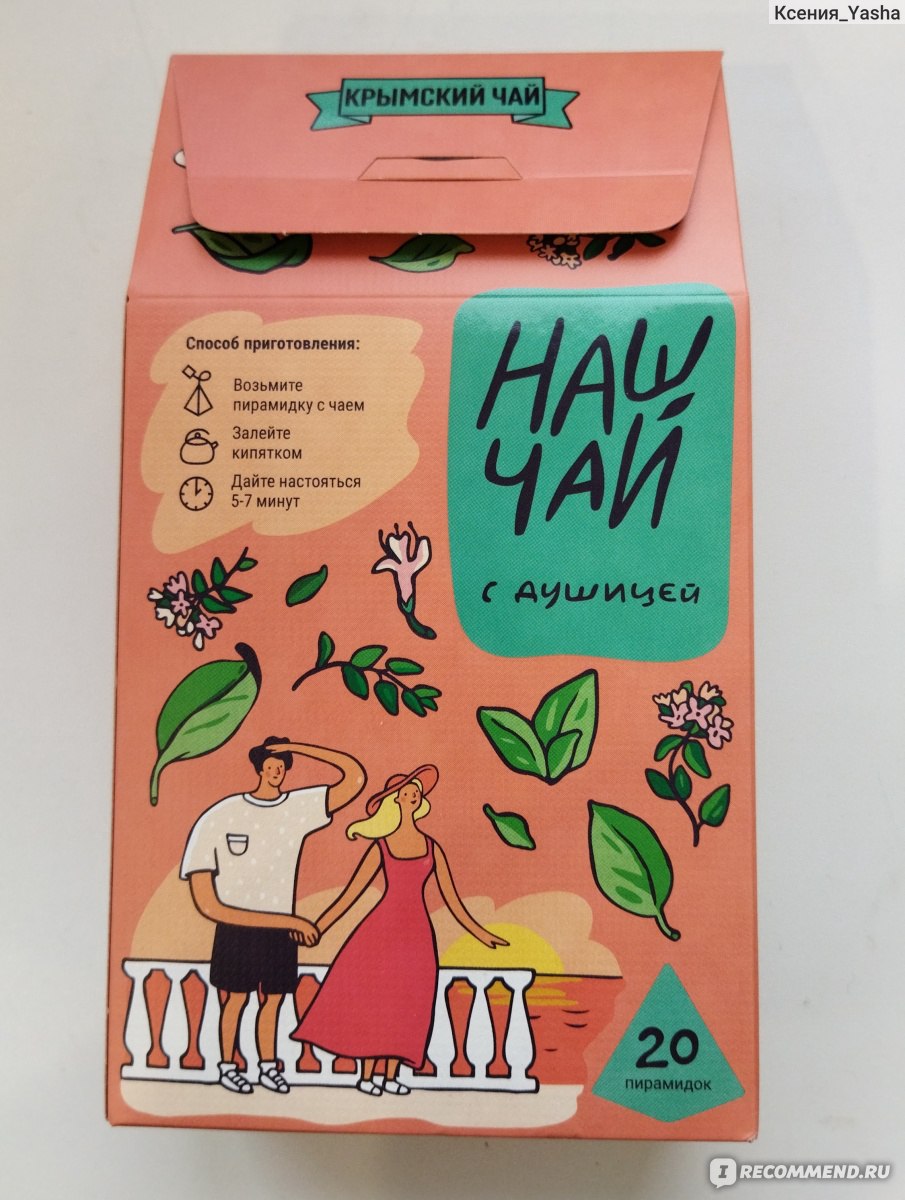 Ксения_Yasha
КРЫМСКИЙ ЧАЙ
Способ приготовления:
Возьмите
пирамидку с чаем
Залейте
кипятком
Дайте настояться
5-7 минут
НАШ
ЧАЙ
с душицей
20
пирамидок
IRECOMMEND.RU